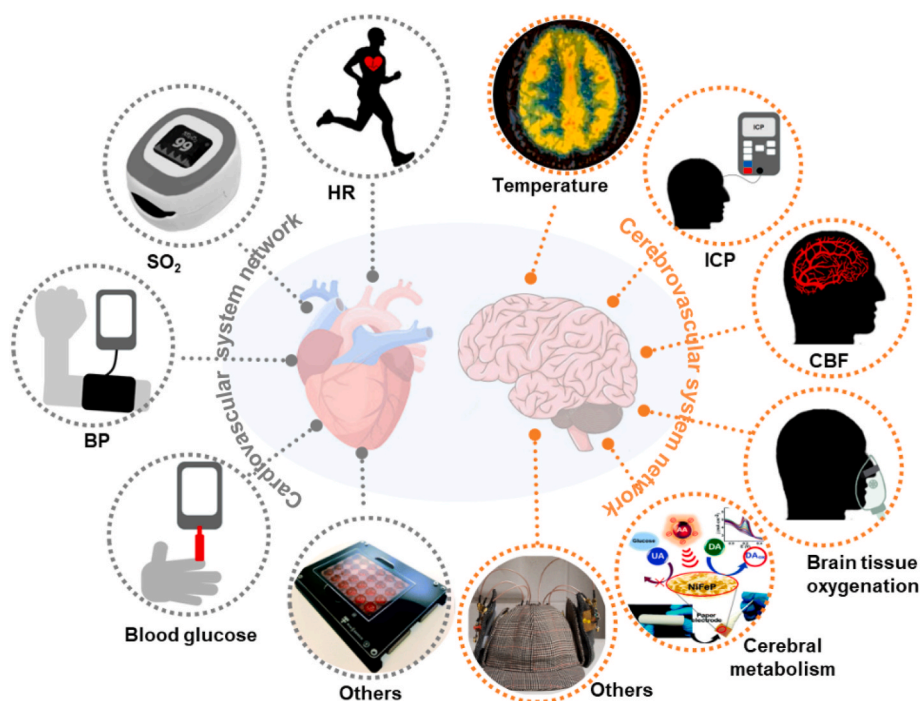 HR
Temperature
SO₂
99
ICP
ICP
Cardiovascular system network
Cerebrovascular system network
BP
CBF
Blood glucose
Others
Others
Glucose
UA
AA
DA
NiFeP
Paper
electrode
Cerebral
metabolism
Brain tissue
oxygenation